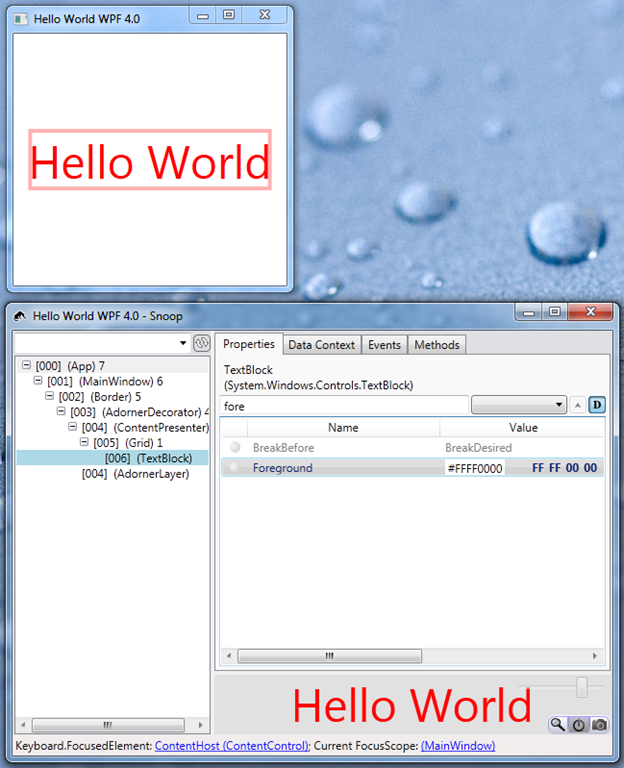 Hello World WPF 4.0
Hello World
Hello World WPF 4.0 - Snoop
Properties Data Context Events Methods
[000] (App) 7
[001] (MainWindow) 6
[002] (Border) 5
[003] (AdornerDecorator) 4
[004] (ContentPresenter)
[005] (Grid) 1
[006] (TextBlock)
[004] (AdornerLayer)
TextBlock
(System.Windows.Controls.TextBlock)
fore D
Name Value
BreakBefore BreakDesired
Foreground #FFFF0000 FF FF 00 00
Hello World
Keyboard.FocusedElement: ContentHost (ContentControl); Current FocusScope: (MainWindow)